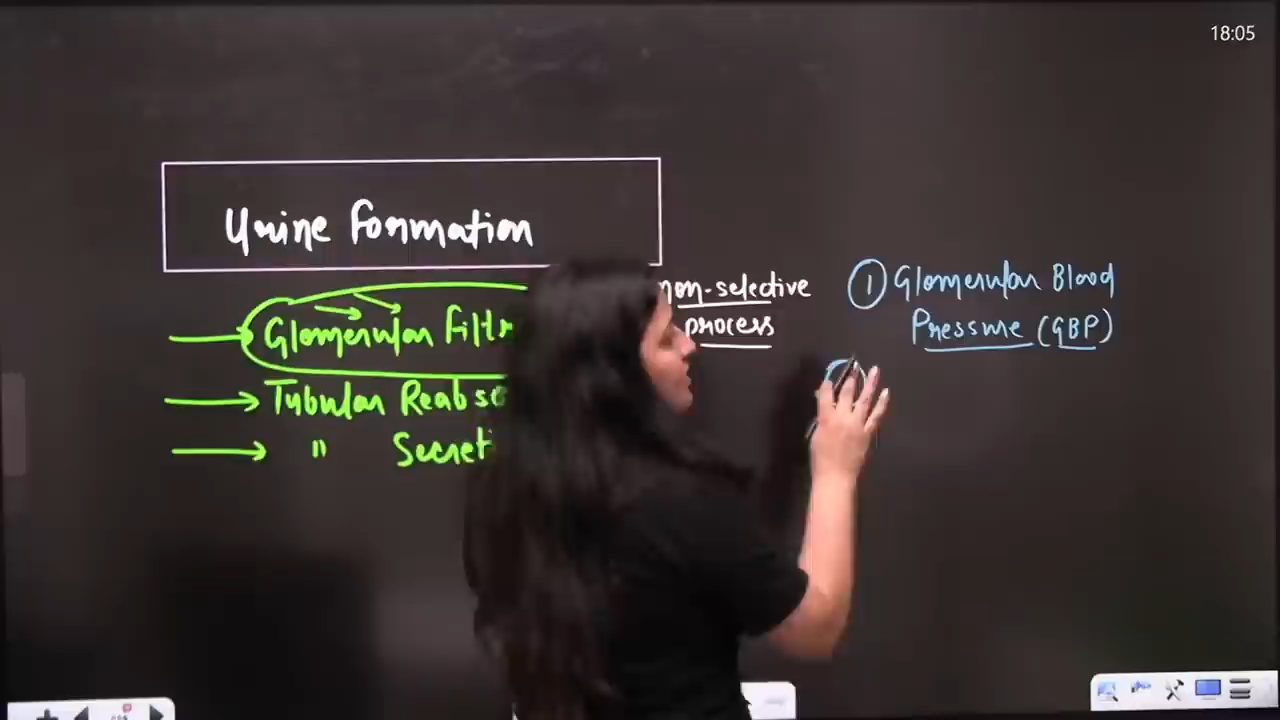 18:05
Urine Formation
non-selective
process
① Glomerular Blood
Pressure (GBP)
Glomerular Filtr
Tubular Reabso
" Secreti